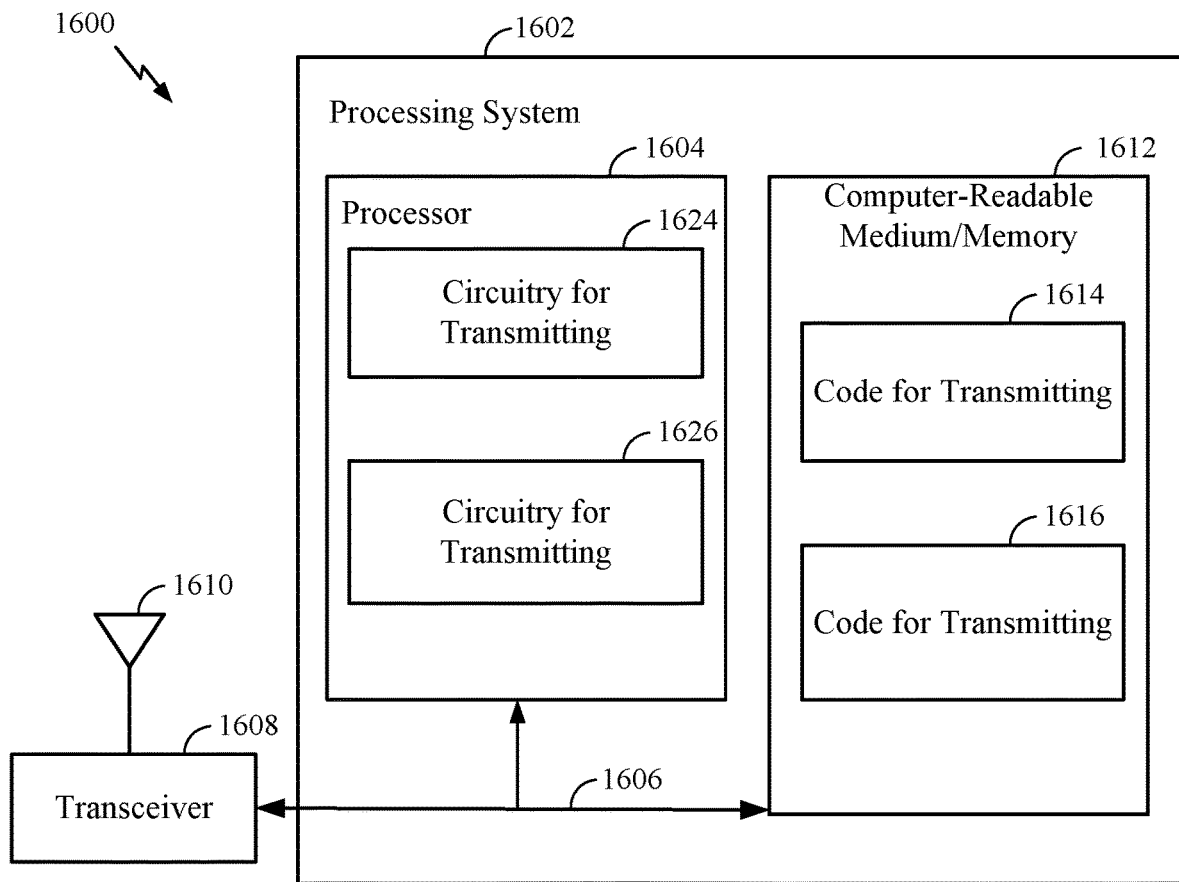 1600
1602
Processing System
1604
Processor
1624
Circuitry for
Transmitting
1626
Circuitry for
Transmitting
1612
Computer-Readable
Medium/Memory
1614
Code for Transmitting
1616
Code for Transmitting
1610
1608
Transceiver
1606